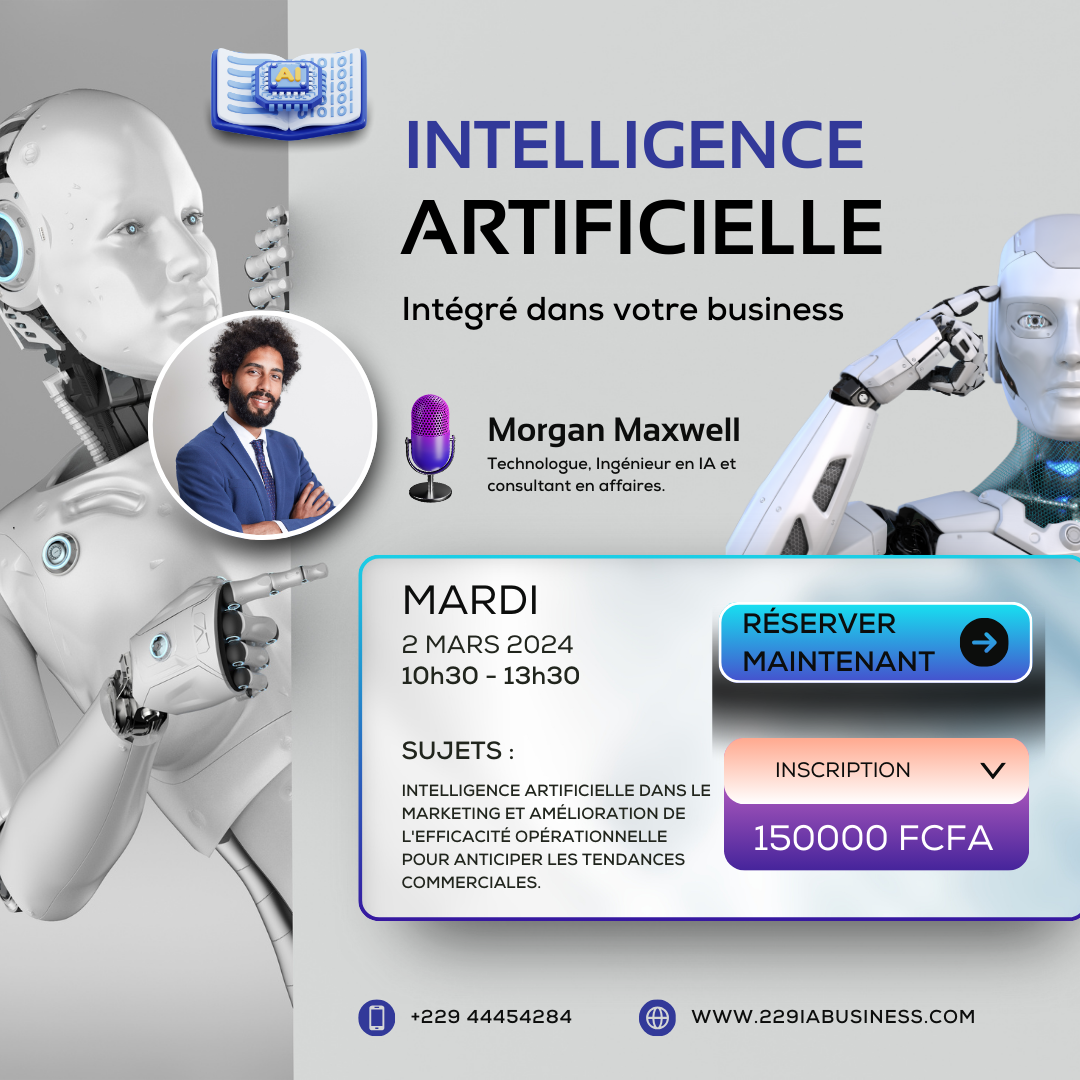 AI
INTELLIGENCE
ARTIFICIELLE
Intégré dans votre business
Morgan Maxwell
Technologue, Ingénieur en IA et
consultant en affaires.
MARDI
2 MARS 2024
10h30 - 13h30
SUJETS :
INTELLIGENCE ARTIFICIELLE DANS LE
MARKETING ET AMÉLIORATION DE
L'EFFICACITÉ OPÉRATIONNELLE
POUR ANTICIPER LES TENDANCES
COMMERCIALES.
RÉSERVER
MAINTENANT
INSCRIPTION
150000 FCFA
+229 44454284
WWW.229IABUSINESS.COM